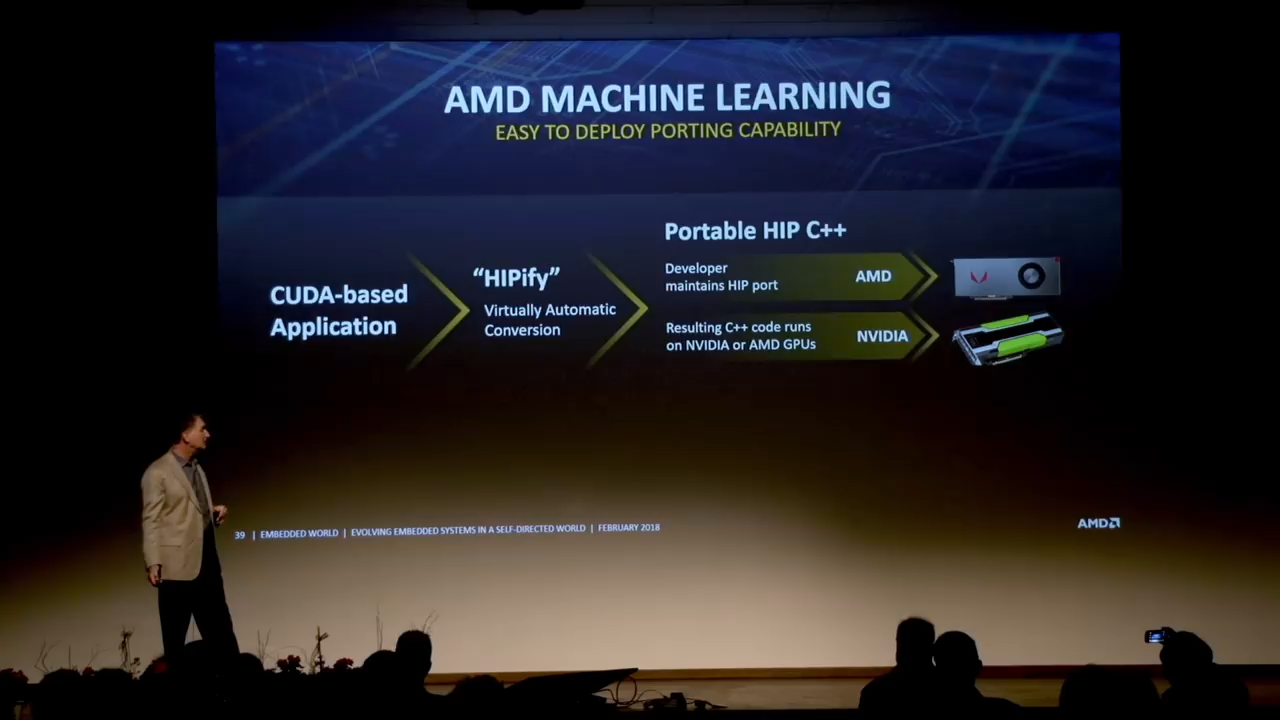 AMD MACHINE LEARNING
EASY TO DEPLOY PORTING CAPABILITY
CUDA-based
Application
“HIPify”
Virtually Automatic
Conversion
Portable HIP C++
Developer
maintains HIP port
AMD
Resulting C++ code runs
on NVIDIA or AMD GPUs
NVIDIA
39 | EMBEDDED WORLD | EVOLVING EMBEDDED SYSTEMS IN A SELF-DIRECTED WORLD | FEBRUARY 2018
AMD